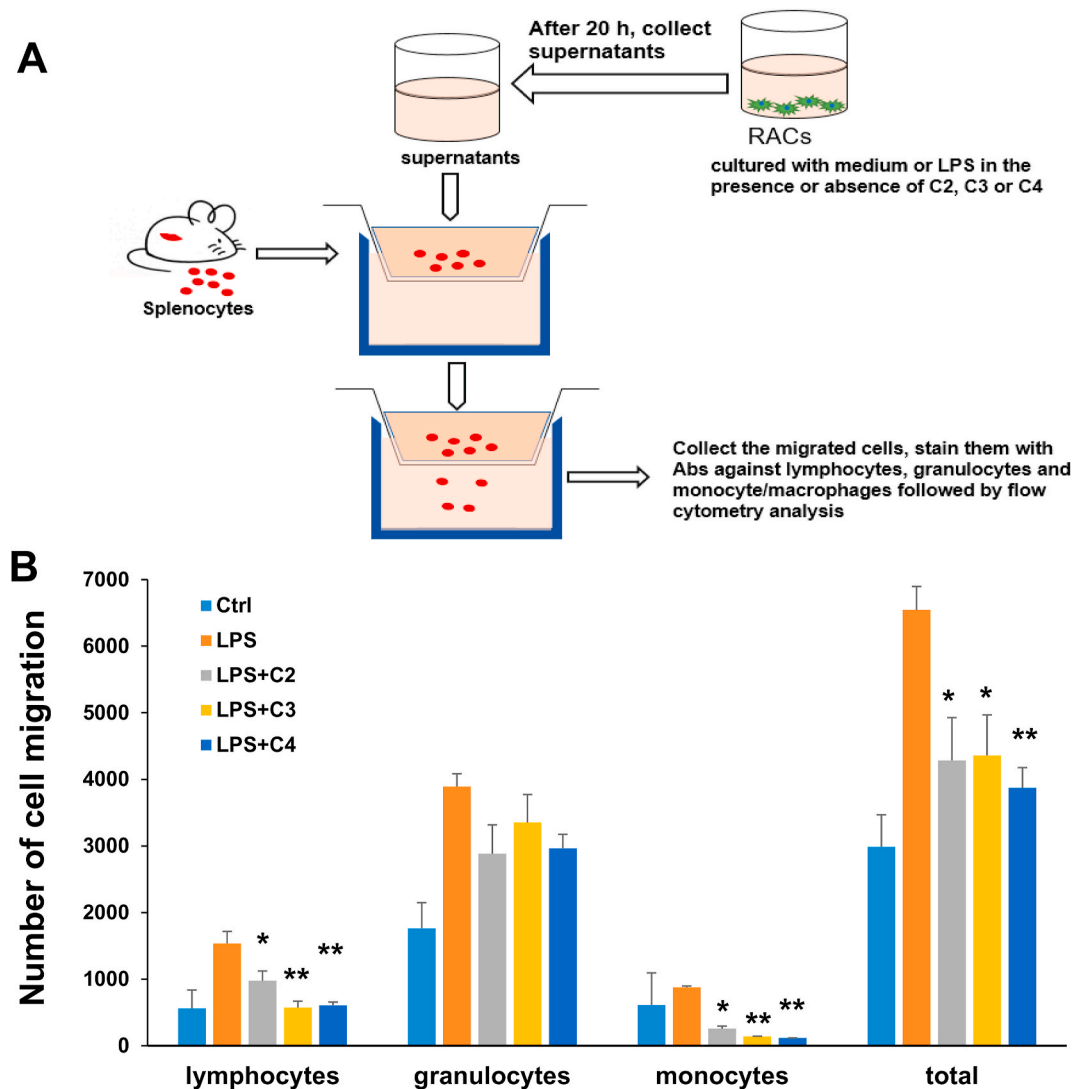 A
After 20 h, collect
supernatants
RACs
supernatants
cultured with medium or LPS in the
presence or absence of C2, C3 or C4
Splenocytes
Collect the migrated cells, stain them with
Abs against lymphocytes, granulocytes and
monocyte/macrophages followed by flow
cytometry analysis
B
Number of cell migration
7000
6000
5000
4000
3000
2000
1000
0
Ctrl
LPS
LPS+C2
LPS+C3
LPS+C4
* ** **
* ** **
* * **
lymphocytes granulocytes monocytes total